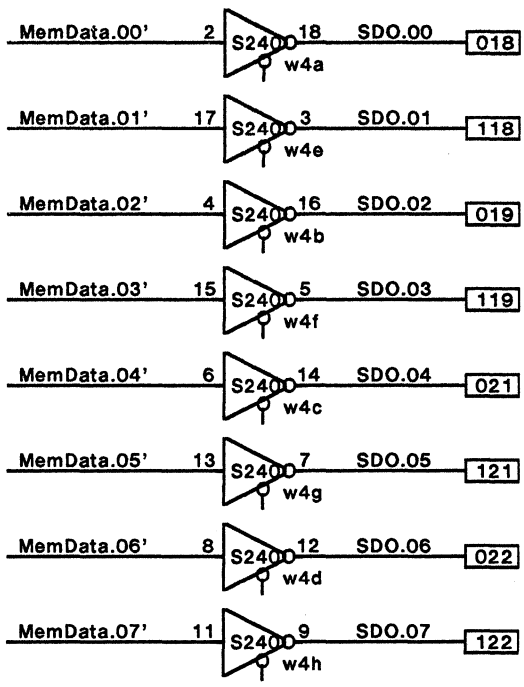 MemData.00' 2 S240 18 SDO.00 018
w4a
MemData.01' 17 S240 3 SDO.01 118
w4e
MemData.02' 4 S240 16 SDO.02 019
w4b
MemData.03' 15 S240 5 SDO.03 119
w4f
MemData.04' 6 S240 14 SDO.04 021
w4c
MemData.05' 13 S240 7 SDO.05 121
w4g
MemData.06' 8 S240 12 SDO.06 022
w4d
MemData.07' 11 S240 9 SDO.07 122
w4h